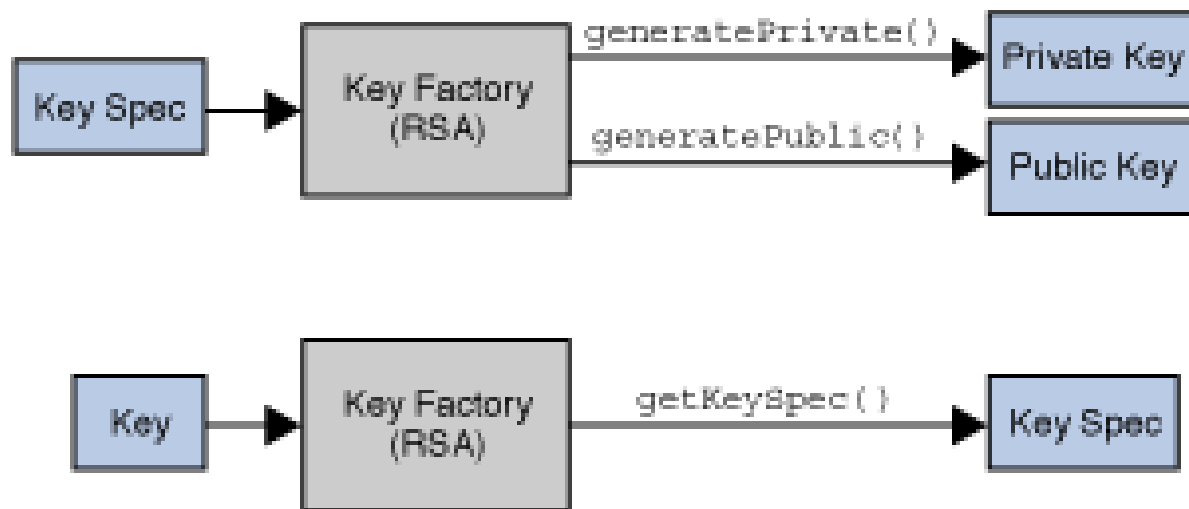 generatePrivate()
Private Key
Key Spec
Key Factory
(RSA)
generatePublic()
Public Key
Key
Key Factory
(RSA)
getKeySpec()
Key Spec